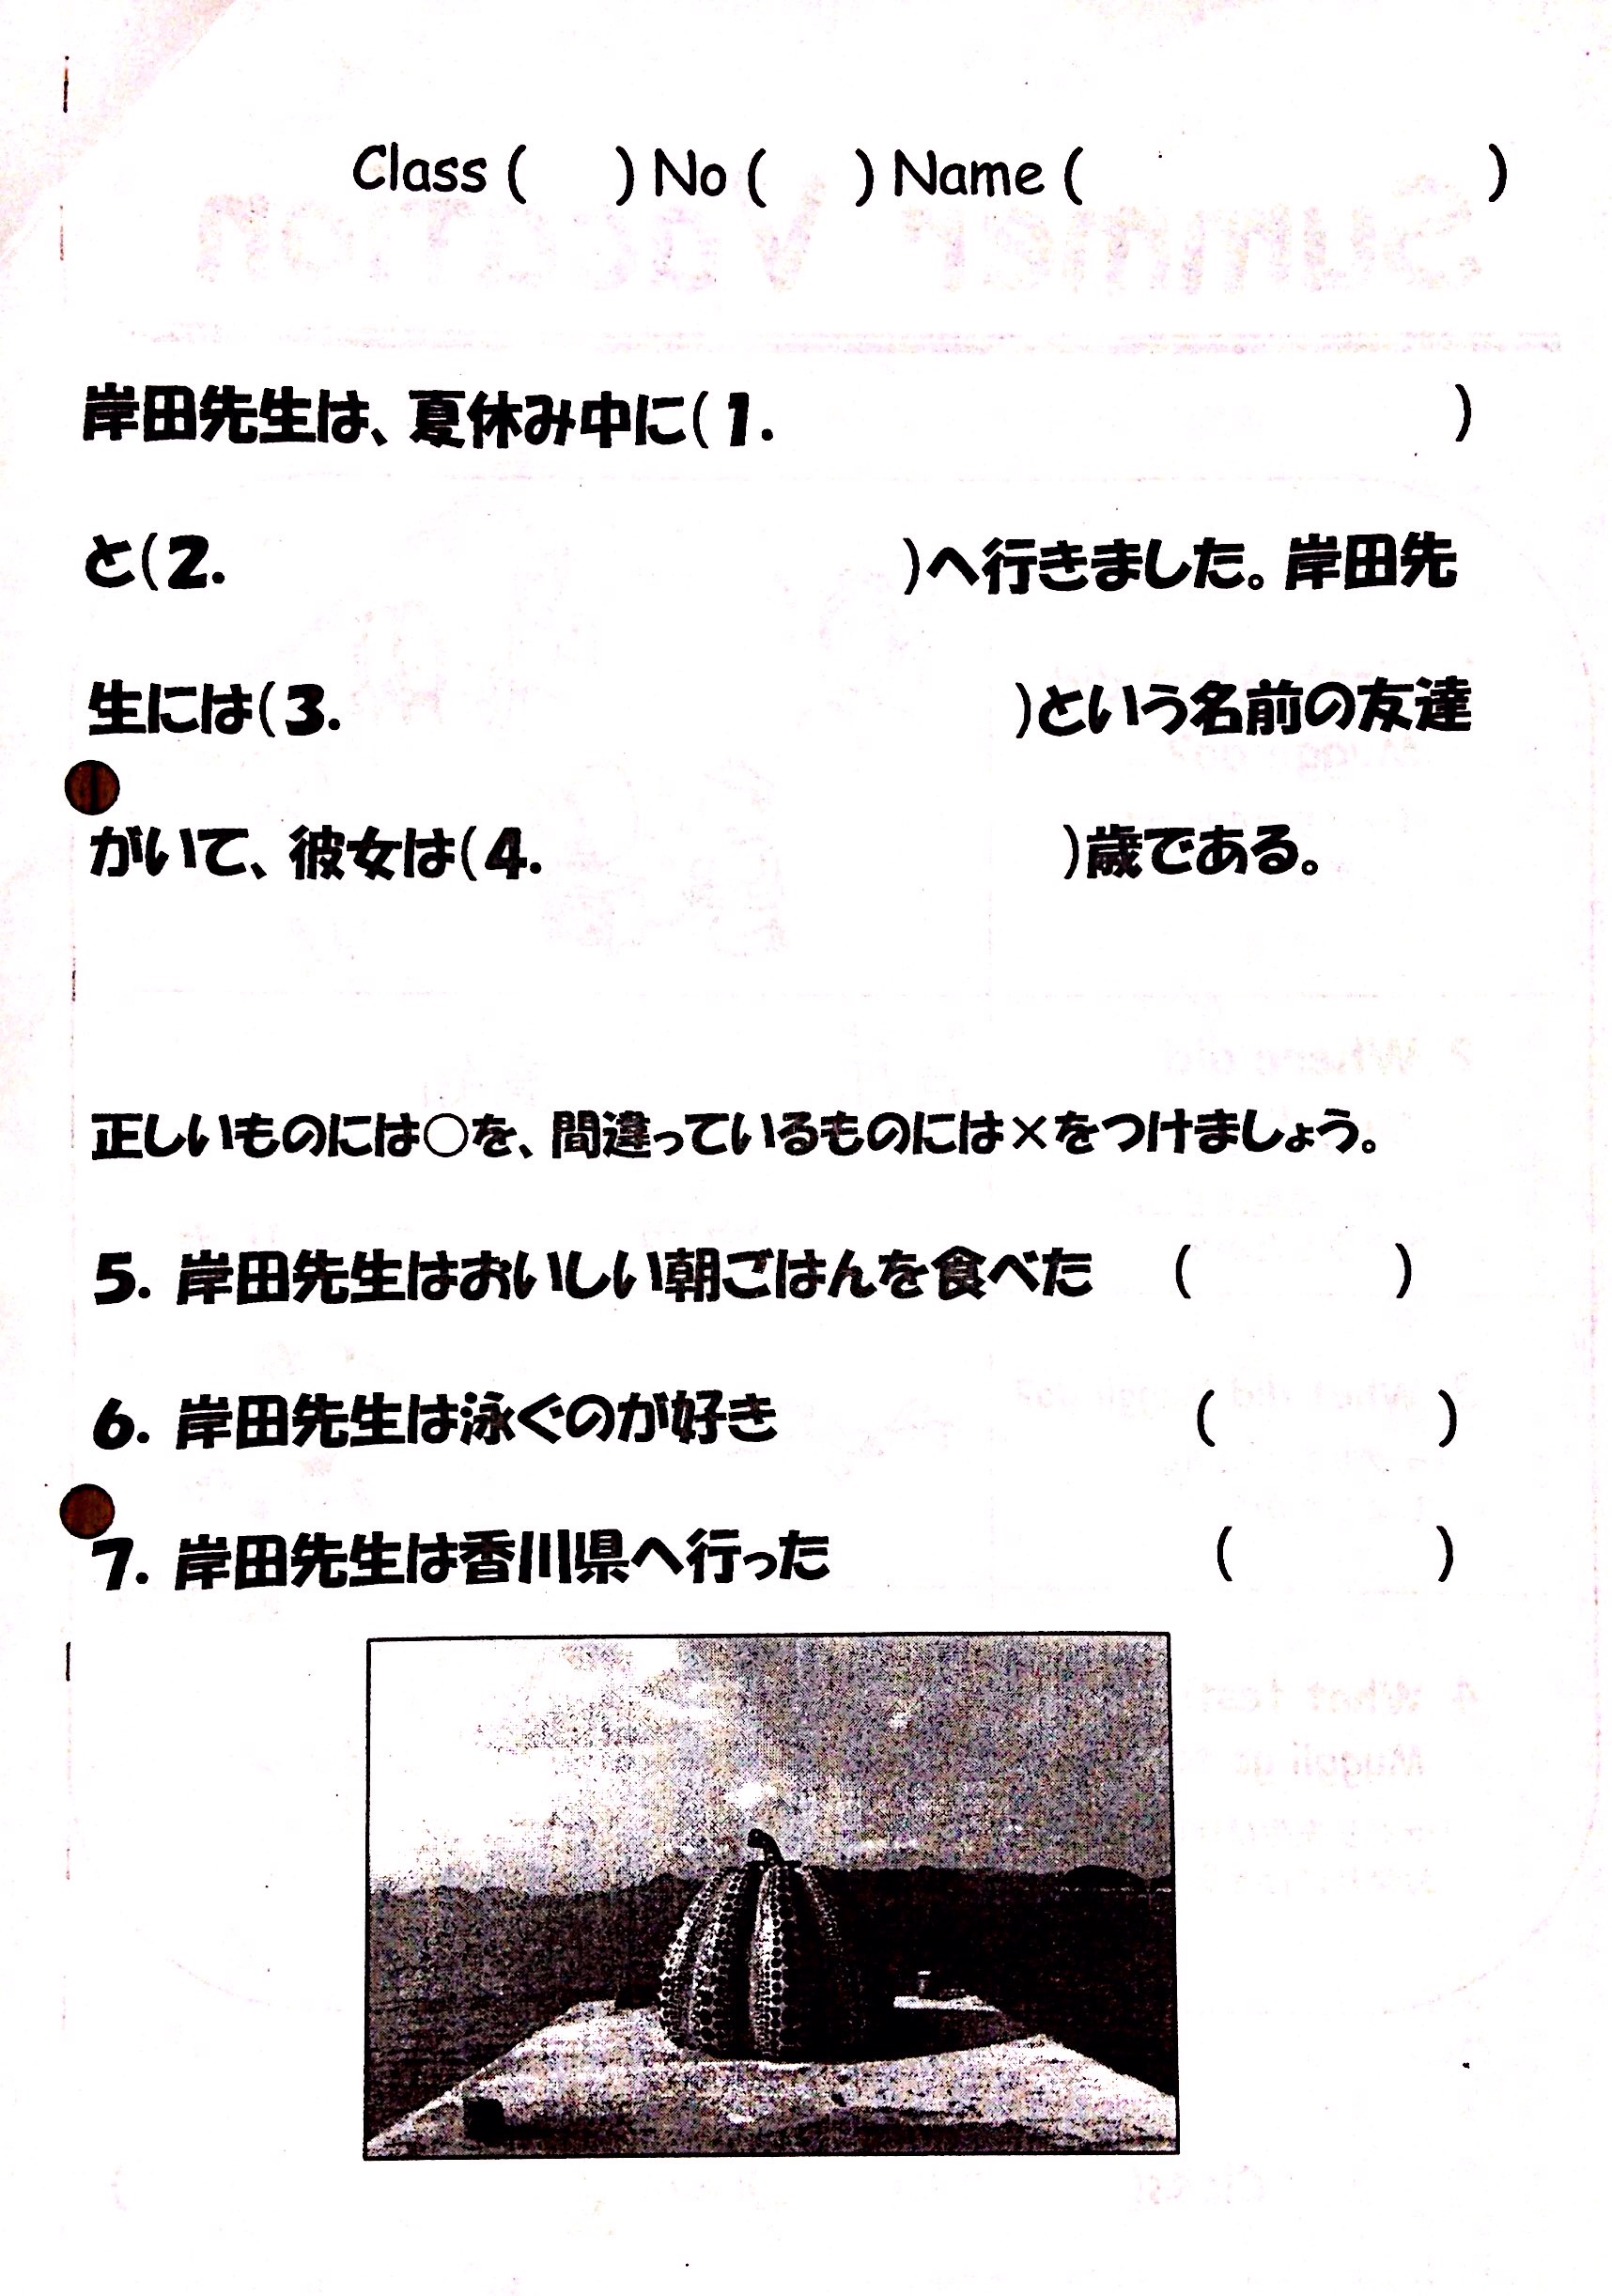 Class (　　) No (　　) Name (　　　　　　　)
岸田先生は、夏休み中に(1.　　　　　　　　　　)
と(2.　　　　　　　　　　)へ行きました。岸田先
生には(3.　　　　　　　　　　)という名前の友達
がいて、彼女は(4.　　　　　　　　　　)歳である。
正しいものには○を、間違っているものには×をつけましょう。
5. 岸田先生はおいしい朝ごはんを食べた　(　　　　)
6. 岸田先生は泳ぐのが好き　(　　　　)
7. 岸田先生は香川県へ行った　(　　　　)